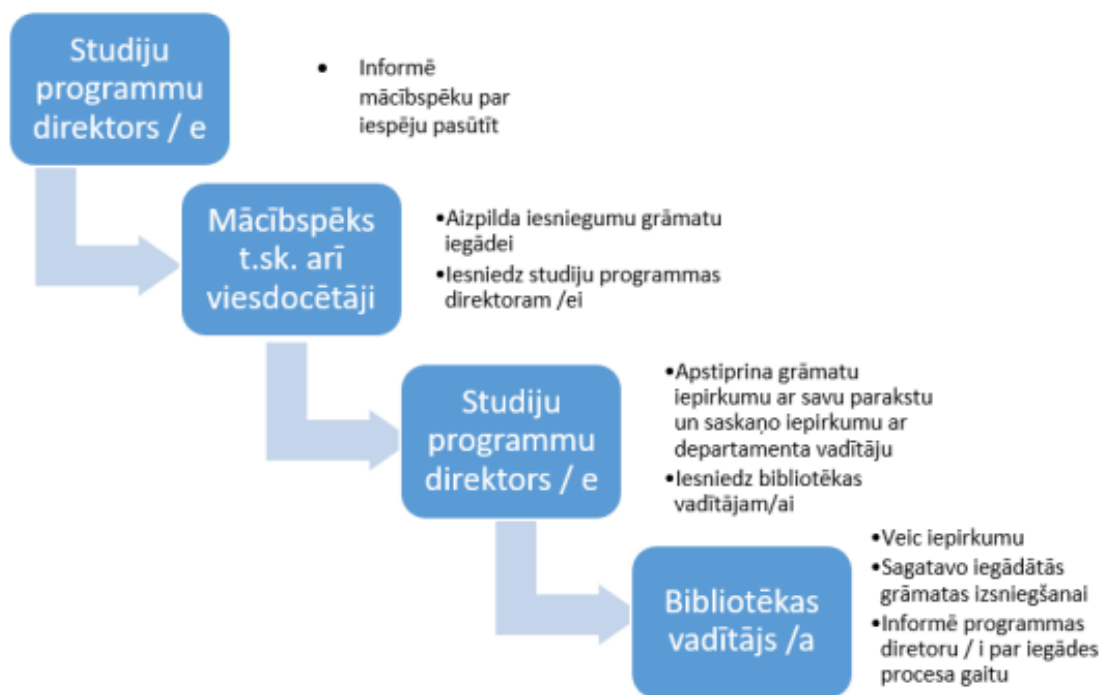 Studiju
programmu
direktors / e
• Informē
mācībspēku par
iespēju pasūtīt
Mācībspēks
t.sk. arī
viesdocētāji
•Aizpilda iesniegumu grāmatu
iegādei
•Iesniedz studiju programmas
direktoram /ei
Studiju
programmu
direktors / e
•Apstiprina grāmatu
iepirkumu ar savu parakstu
un saskaņo iepirkumu ar
departamenta vadītāju
•Iesniedz bibliotēkas
vadītājam/ai
Bibliotēkas
vadītājs /a
•Veic iepirkumu
•Sagatavo iegādātās
grāmatas izsniegšanai
•Informē programmas
diretoru / i par iegādes
procesa gaitu